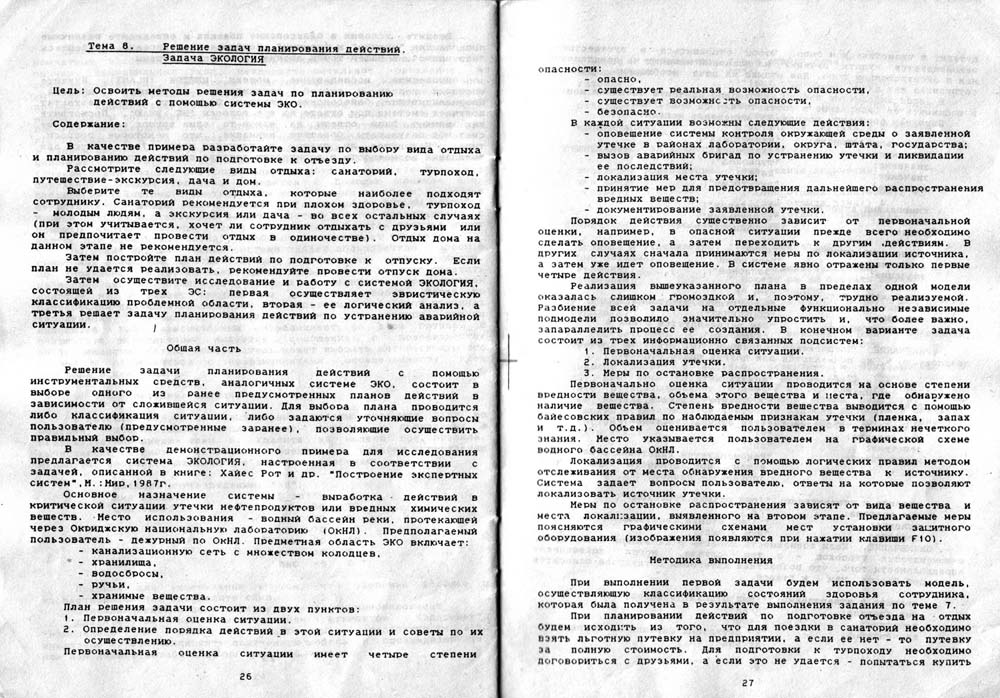 Тема 8. Решение задач планирования действий.
Задача ЭКОЛОГИЯ
Цель: Освоить методы решения задач по планированию
действий с помощью системы ЭКО.
Содержание:
В качестве примера разработайте задачу по выбору вида отдыха
и планированию действий по подготовке к отъезду.
Рассмотрите следующие виды отдыха: санаторий, турпоход,
путешествие-экскурсия, дача и дом.
Выберите те виды отдыха, которые наиболее подходят
сотруднику. Санаторий рекомендуется при плохом здоровье, турпоход
- молодым людям, а экскурсия или дача - во всех остальных случаях
(при этом учитывается, хочет ли сотрудник отдыхать с друзьями или
он предпочитает провести отдых в одиночестве). Отдых дома на
данном этапе не рекомендуется.
Затем постройте план действий по подготовке к отпуску. Если
план не удается реализовать, рекомендуйте провести отпуск дома.
Затем осуществите исследование и работу с системой ЭКОЛОГИЯ,
состоящей из трех ЭС: первая осуществляет эвристическую
классификацию проблемной области, вторая - ее логический анализ, а
третья решает задачу планирования действий по устранению аварийной
ситуации.
Общая часть
Решение задачи планирования действий с помощью
инструментальных средств, аналогичных системе ЭКО, состоит в
выборе одного из ранее предусмотренных планов действий в
зависимости от сложившейся ситуации. Для выбора плана проводится
либо классификация ситуации, либо задаются уточняющие вопросы
пользователю (предусмотренные заранее), позволяющие осуществить
правильный выбор.
В качестве демонстрационного примера для исследования
предлагается система ЭКОЛОГИЯ, настроенная в соответствии с
задачей, описанной в книге: Хайес Рот и др. "Построение экспертных
систем",М.:Мир,1987г.
Основное назначение системы - выработка действий в
критической ситуации утечки нефтепродуктов или вредных химических
веществ. Место использования - водный бассейн реки, протекающей
через Окриджскую национальную лабораторию (ОкНЛ). Предполагаемый
пользователь - дежурный по ОкНЛ. Предметная область ЭКО включает:
- канализационную сеть с множеством колодцев,
- хранилища,
- водосбросы,
- ручьи,
- хранимые вещества.
План решения задачи состоит из двух пунктов:
1. Первоначальная оценка ситуации.
2. Определение порядка действий в этой ситуации и советы по их
осуществлению.
Первоначальная оценка ситуации имеет четыре степени
26
опасности:
- опасно,
- существует реальная возможность опасности,
- существует возможность опасности,
- безопасно.
В каждой ситуации возможны следующие действия:
- оповещение системы контроля окружающей среды о заявленной
утечке в районах лаборатории, округа, штата, государства;
- вызов аварийных бригад по устранению утечки и ликвидации
ее последствий;
- локализация места утечки;
- принятие мер для предотвращения дальнейшего распространения
вредных веществ;
- документирование заявленной утечки.
Порядок действия существенно зависит от первоначальной
оценки, например, в опасной ситуации прежде всего необходимо
сделать оповещение, а затем переходить к другим действиям. В
других случаях сначала принимаются меры по локализации источника,
а затем уже идет оповещение. В системе явно отражены только первые
четыре действия.
Реализация вышеуказанного плана в пределах одной модели
оказалась слишком громоздкой и, поэтому, трудно реализуемой.
Разбиение всей задачи на отдельные функционально независимые
подмодели дозволило значительно упростить и, что более важно,
запараллелить процесс ее создания. В конечном варианте задача
состоит из трех информационно связанных подсистем:
1. Первоначальная оценка ситуации.
2. Локализация утечки.
3. Меры по остановке распространения.
Первоначально оценка ситуации проводится на основе степени
вредности вещества, объема этого вещества и места, где обнаружено
наличие вещества. Степень вредности вещества выводится с помощью
байесовских правил по наблюдаемым признакам утечки (пленка, запах
и т.д.). Объем оценивается пользователем в терминах нечеткого
знания. Место указывается пользователем на графической схеме
водного бассейна ОкНЛ.
Локализация проводится с помощью логических правил методом
отслеживания от места обнаружения вредного вещества к источнику.
Система задает вопросы пользователю, ответы на которые позволяют
локализовать источник утечки.
Меры по остановке распространения зависят от вида вещества и
места локализации, выявленного на втором этапе. Предлагаемые меры
поясняются графическими схемами мест установки защитного
оборудования (изображения появляются при нажатии клавиши F10).
Методика выполнения
При выполнении первой задачи будем использовать модель,
осуществляющую классификацию состояний здоровья сотрудника,
которая была получена в результате выполнения задания по теме 7.
При планировании действий по подготовке отъезда на отдых
будем исходить из того, что для поездки в санаторий необходимо
взять льготную путевку на предприятии, а если ее нет - то путевку
за полную стоимость. Для подготовки к турпоходу необходимо
договориться с друзьями, а если это не удается - попытаться купить
27